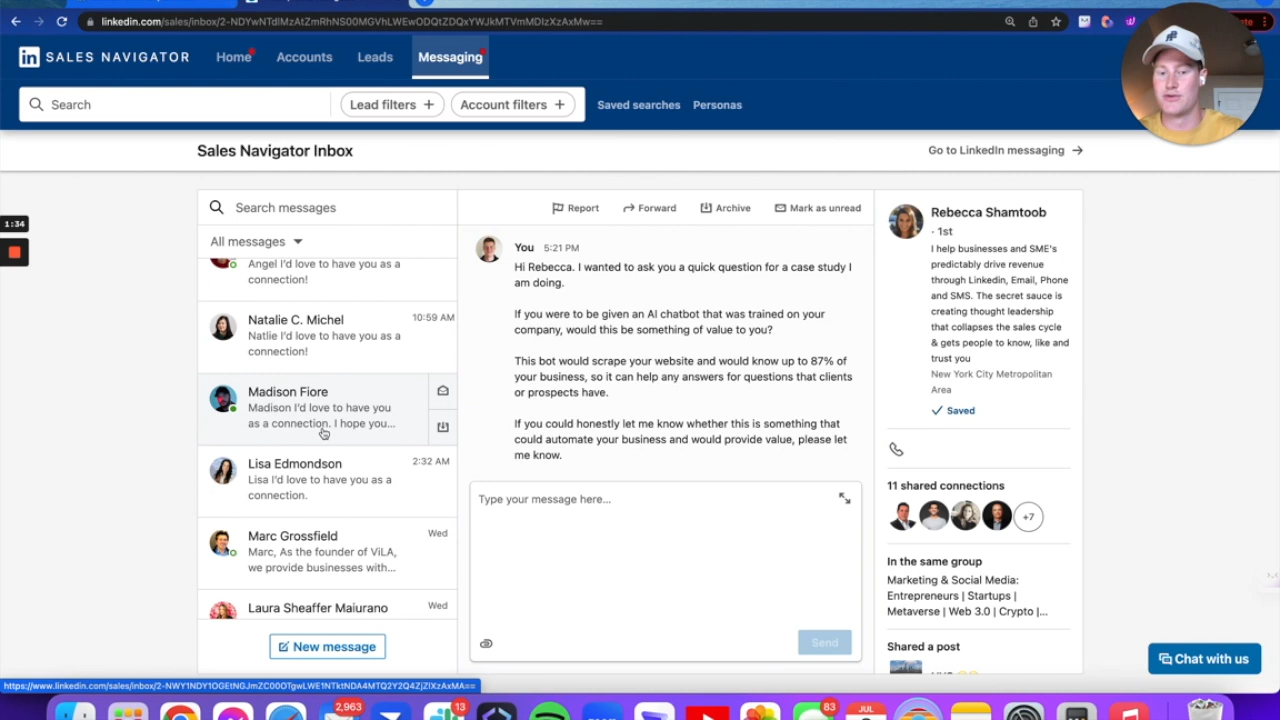 linkedin.com/sales/inbox/2-NDYwNTdlMzAtZmRhNS00MGVhLWEwODQtZDQxYWJkMTVmMDIzXzAxMw==
in SALES NAVIGATOR
Home
Accounts
Leads
Messaging
Search
Lead filters +
Account filters +
Saved searches
Personas
Sales Navigator Inbox
Go to LinkedIn messaging →
1:34
Search messages
All messages
Angel I'd love to have you as a
connection!
Natalie C. Michel
10:59 AM
Natlie I'd love to have you as a
connection!
Madison Fiore
Madison I'd love to have you
as a connection. I hope you...
Lisa Edmondson
2:32 AM
Lisa I'd love to have you as a
connection.
Marc Grossfield
Wed
Marc, As the founder of ViLA,
we provide businesses with...
Laura Sheaffer Maiurano
Wed
New message
Report
Forward
Archive
Mark as unread
You 5:21 PM
Hi Rebecca. I wanted to ask you a quick question for a case study I
am doing.
If you were to be given an AI chatbot that was trained on your
company, would this be something of value to you?
This bot would scrape your website and would know up to 87% of
your business, so it can help any answers for questions that clients
or prospects have.
If you could honestly let me know whether this is something that
could automate your business and would provide value, please let
me know.
Type your message here...
Send
Rebecca Shamtoob
· 1st
I help businesses and SME's
predictably drive revenue
through Linkedin, Email, Phone
and SMS. The secret sauce is
creating thought leadership
that collapses the sales cycle
& gets people to know, like and
trust you
New York City Metropolitan
Area
Saved
11 shared connections
+7
In the same group
Marketing & Social Media:
Entrepreneurs | Startups |
Metaverse | Web 3.0 | Crypto |...
Shared a post
Chat with us
2,963
13
83
JUL